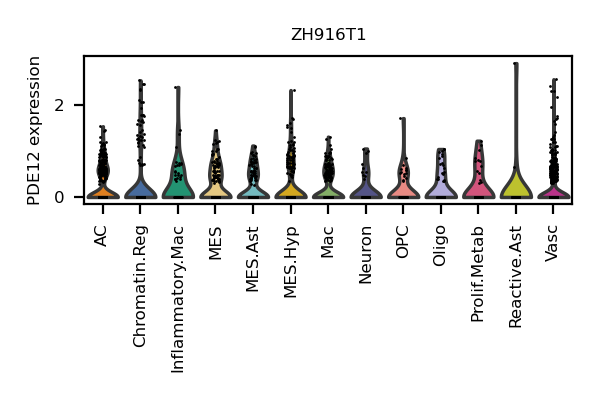 ZH916T1
PDE12 expression
2
0
AC
Chromatin.Reg
Inflammatory.Mac
MES
MES.Ast
MES.Hyp
Mac
Neuron
OPC
Oligo
Prolif.Metab
Reactive.Ast
Vasc